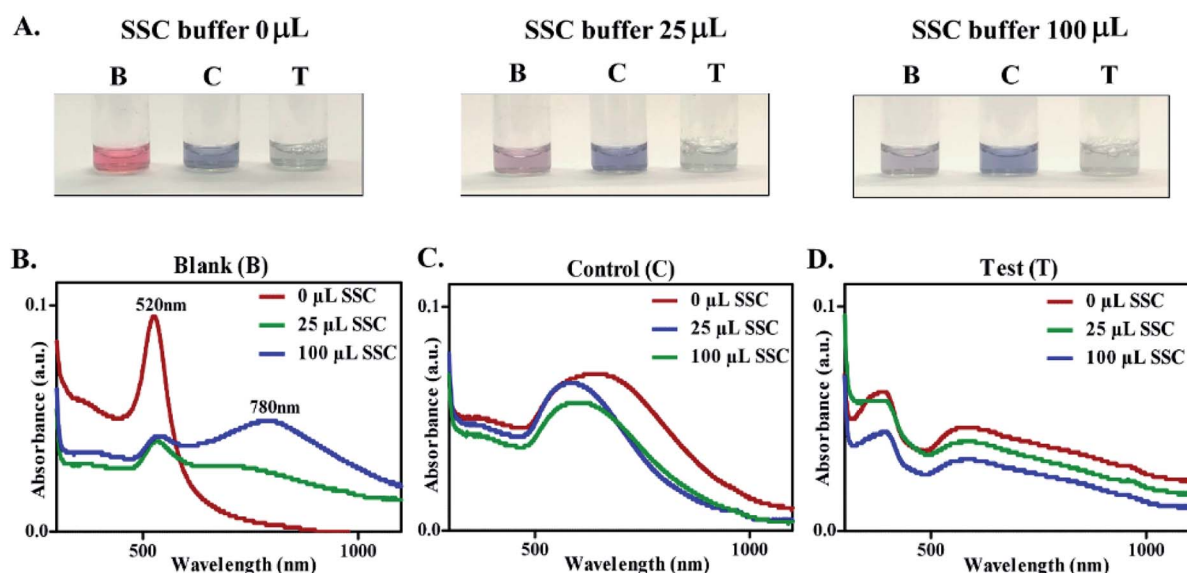 A.
SSC buffer 0 μL
SSC buffer 25 μL
SSC buffer 100 μL
B C T
B C T
B C T
B.
Blank (B)
0.1
0.0
Absorbance (a.u.)
520nm
780nm
0 μL SSC
25 μL SSC
100 μL SSC
500
1000
Wavelength (nm)
C.
Control (C)
0.1
0.0
Absorbance (a.u.)
0 μL SSC
25 μL SSC
100 μL SSC
500
1000
Wavelength (nm)
D.
Test (T)
0.1
0.0
Absorbance (a.u.)
0 μL SSC
25 μL SSC
100 μL SSC
500
1000
Wavelength (nm)